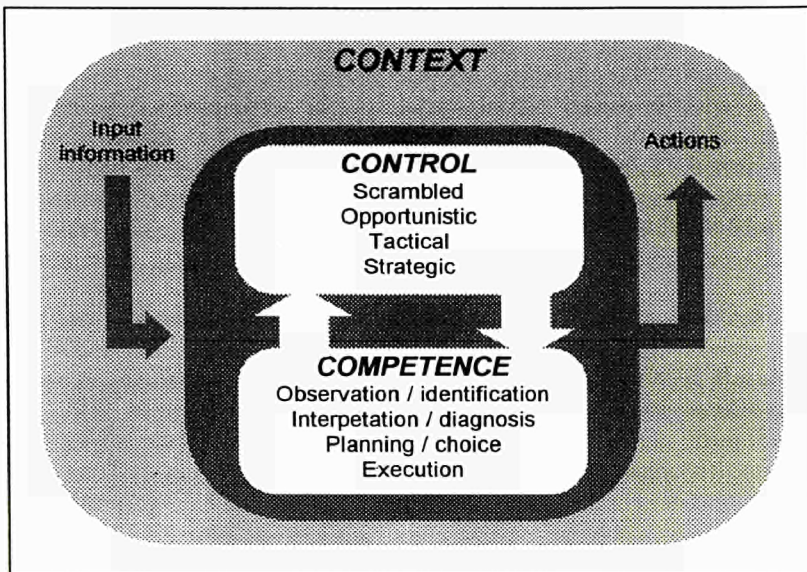 CONTEXT
Input
information
Actions
CONTROL
Scrambled
Opportunistic
Tactical
Strategic
COMPETENCE
Observation / identification
Interpetation / diagnosis
Planning / choice
Execution